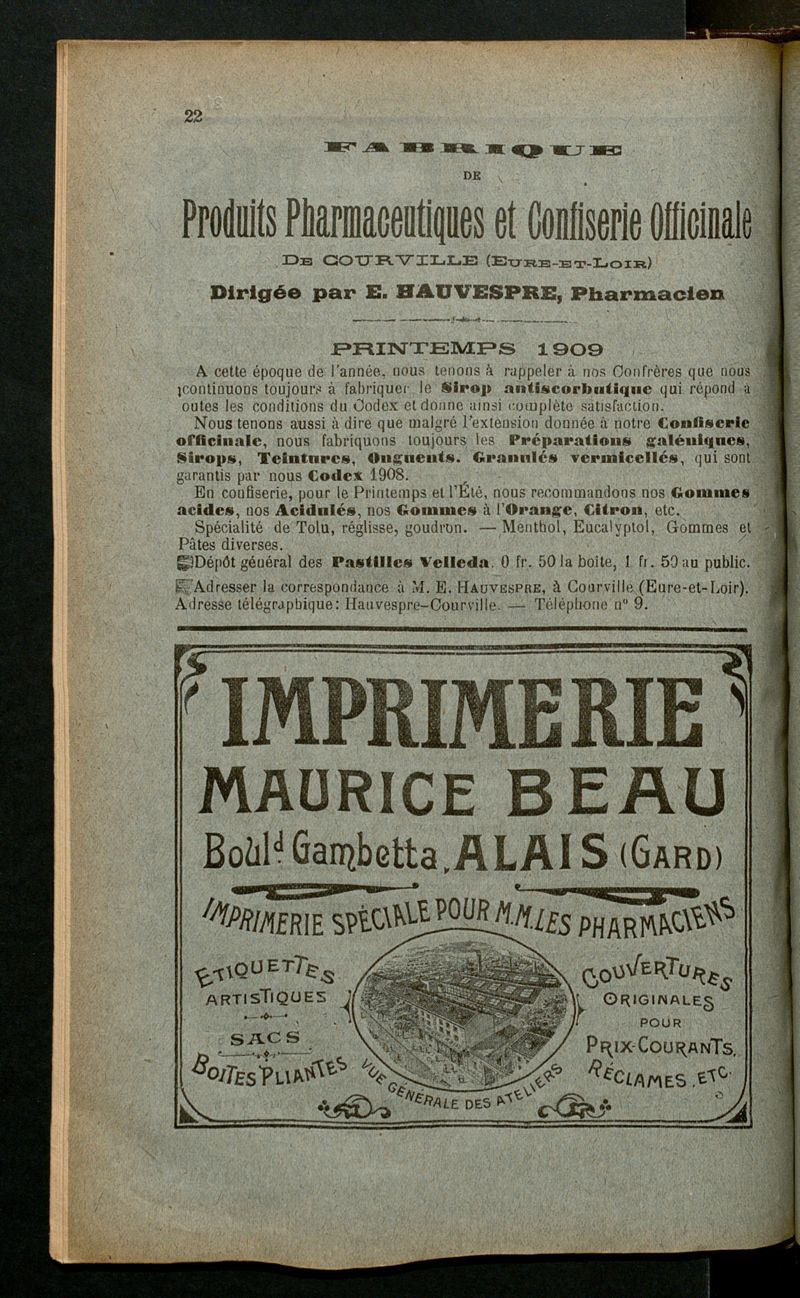 22
FABRIQUE
DE
Produits Pharmaceutiques et Confiserie Officinale
DE COURVILLE (EURE-ET-LOIR)
Dirigée par E. HAUVESPRE, Pharmacien
PRINTEMPS 1909
A cette époque de l'année, nous tenons à rappeler à nos Confrères que nous
continuons toujours à fabriquer le Sirop antiscorbutique qui répond a
outes les conditions du Codex et donne ainsi complète satisfaction.
Nous tenons aussi à dire que malgré l'extension donnée à notre Confiserie
officinale, nous fabriquons toujours les Préparations galéniques,
Sirops, Teintures, Onguents. Granulés vermicellés, qui sont
garantis par nous Codex 1908.
En confiserie, pour le Printemps et l'Été, nous recommandons nos Gommes
acides, nos Acidulés, nos Gommes à l'Orange, Citron, etc.
Spécialité de Tolu, réglisse, goudron. — Menthol, Eucalyptol, Gommes et
Pâtes diverses.
Dépôt général des Pastilles Velleda. 0 fr. 50 la boîte, 1 fr. 50 au public.
Adresser la correspondance à M. E. HAUVESPRE, à Courville (Eure-et-Loir).
Adresse télégraphique: Hauvespre-Courville. — Téléphone n° 9.
IMPRIMERIE
MAURICE BEAU
Boùld Gambetta, ALAIS (GARD)
IMPRIMERIE SPÉCIALE POUR M.M. LES PHARMACIENS
ETIQUETTES
ARTISTIQUES
SACS
BOITES PLIANTES
VUE GÉNÉRALE DES ATELIERS
COUVERTURES
ORIGINALES
POUR
PRIX-COURANTS,
RÉCLAMES, ETC.